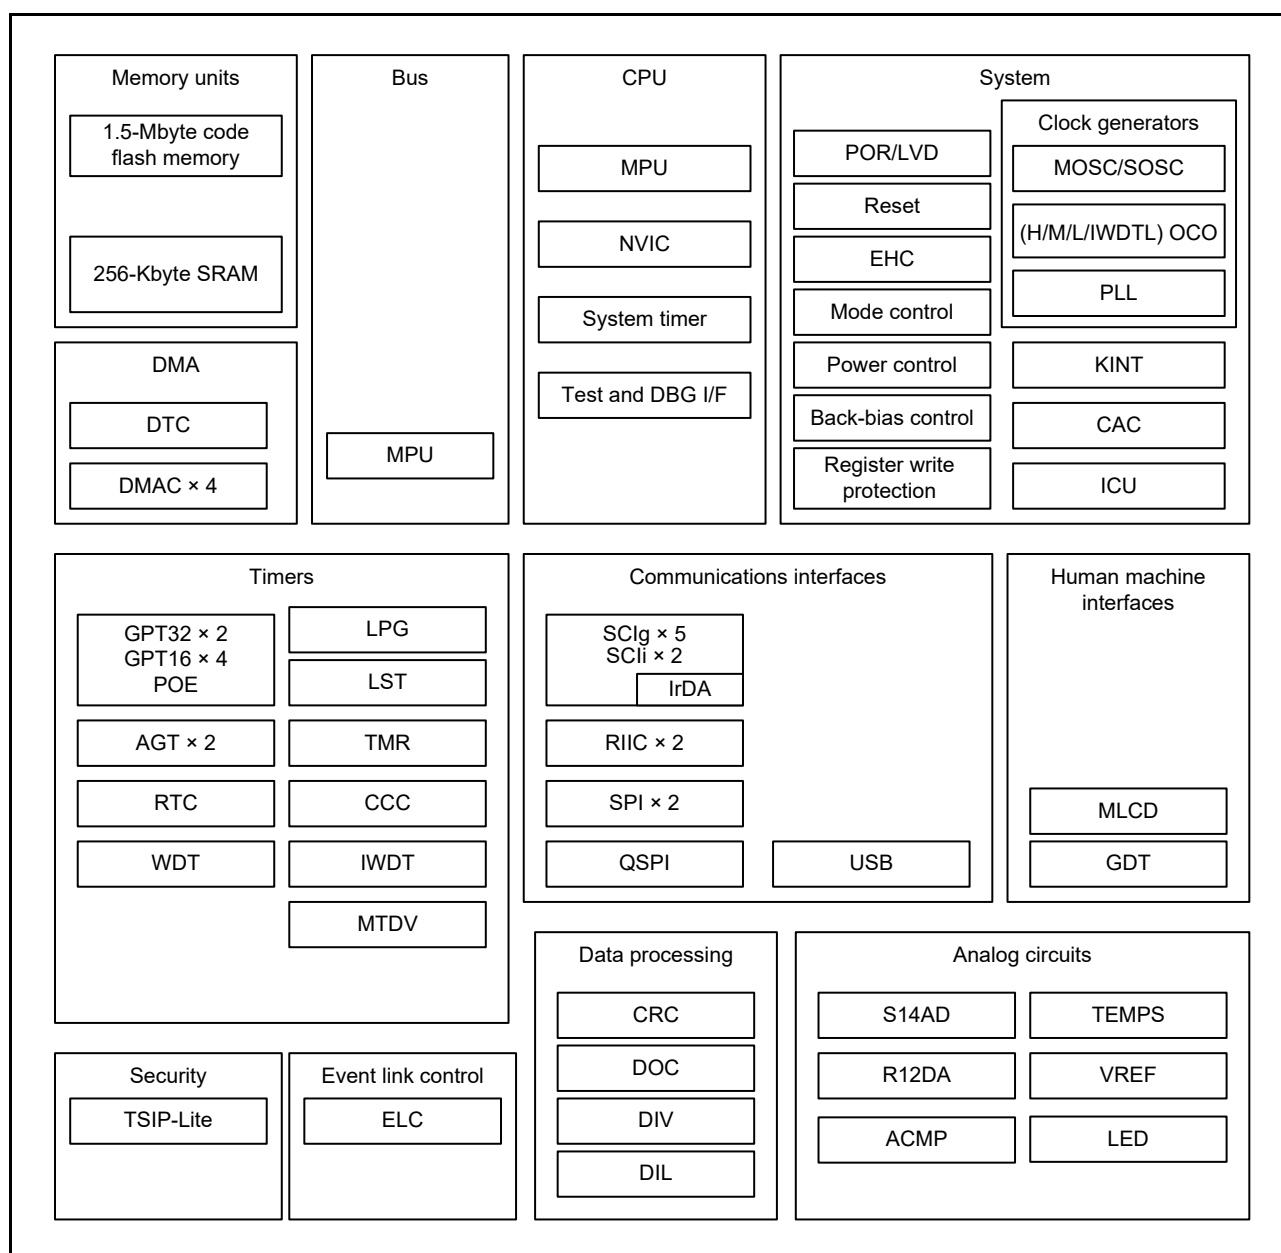 Memory units
1.5-Mbyte code
flash memory
256-Kbyte SRAM
DMA
DTC
DMAC × 4
Bus
MPU
CPU
MPU
NVIC
System timer
Test and DBG I/F
System
POR/LVD
Reset
EHC
Mode control
Power control
Back-bias control
Register write
protection
Clock generators
MOSC/SOSC
(H/M/L/IWDTL) OCO
PLL
KINT
CAC
ICU
Timers
GPT32 × 2
GPT16 × 4
POE
AGT × 2
RTC
WDT
LPG
LST
TMR
CCC
IWDT
MTDV
Communications interfaces
SCIg × 5
SCIi × 2
IrDA
RIIC × 2
SPI × 2
QSPI
USB
Human machine
interfaces
MLCD
GDT
Security
TSIP-Lite
Event link control
ELC
Data processing
CRC
DOC
DIV
DIL
Analog circuits
S14AD
R12DA
ACMP
TEMPS
VREF
LED